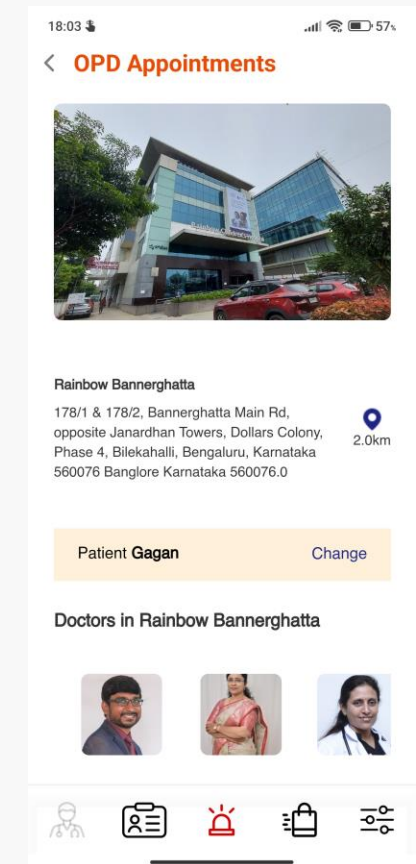 18:03
57%
OPD Appointments
Rainbow Bannerghatta
178/1 & 178/2, Bannerghatta Main Rd,
opposite Janardhan Towers, Dollars Colony,
Phase 4, Bilekahalli, Bengaluru, Karnataka
560076 Banglore Karnataka 560076.0
2.0km
Patient Gagan
Change
Doctors in Rainbow Bannerghatta